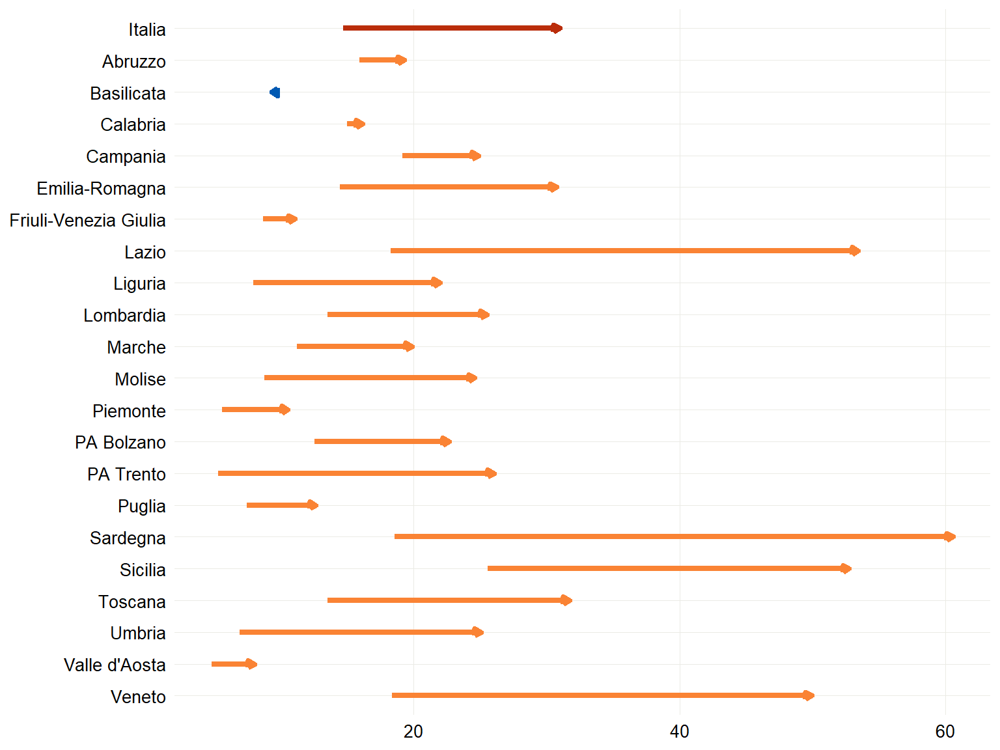 Italia
Abruzzo
Basilicata
Calabria
Campania
Emilia-Romagna
Friuli-Venezia Giulia
Lazio
Liguria
Lombardia
Marche
Molise
Piemonte
PA Bolzano
PA Trento
Puglia
Sardegna
Sicilia
Toscana
Umbria
Valle d'Aosta
Veneto
20 40 60